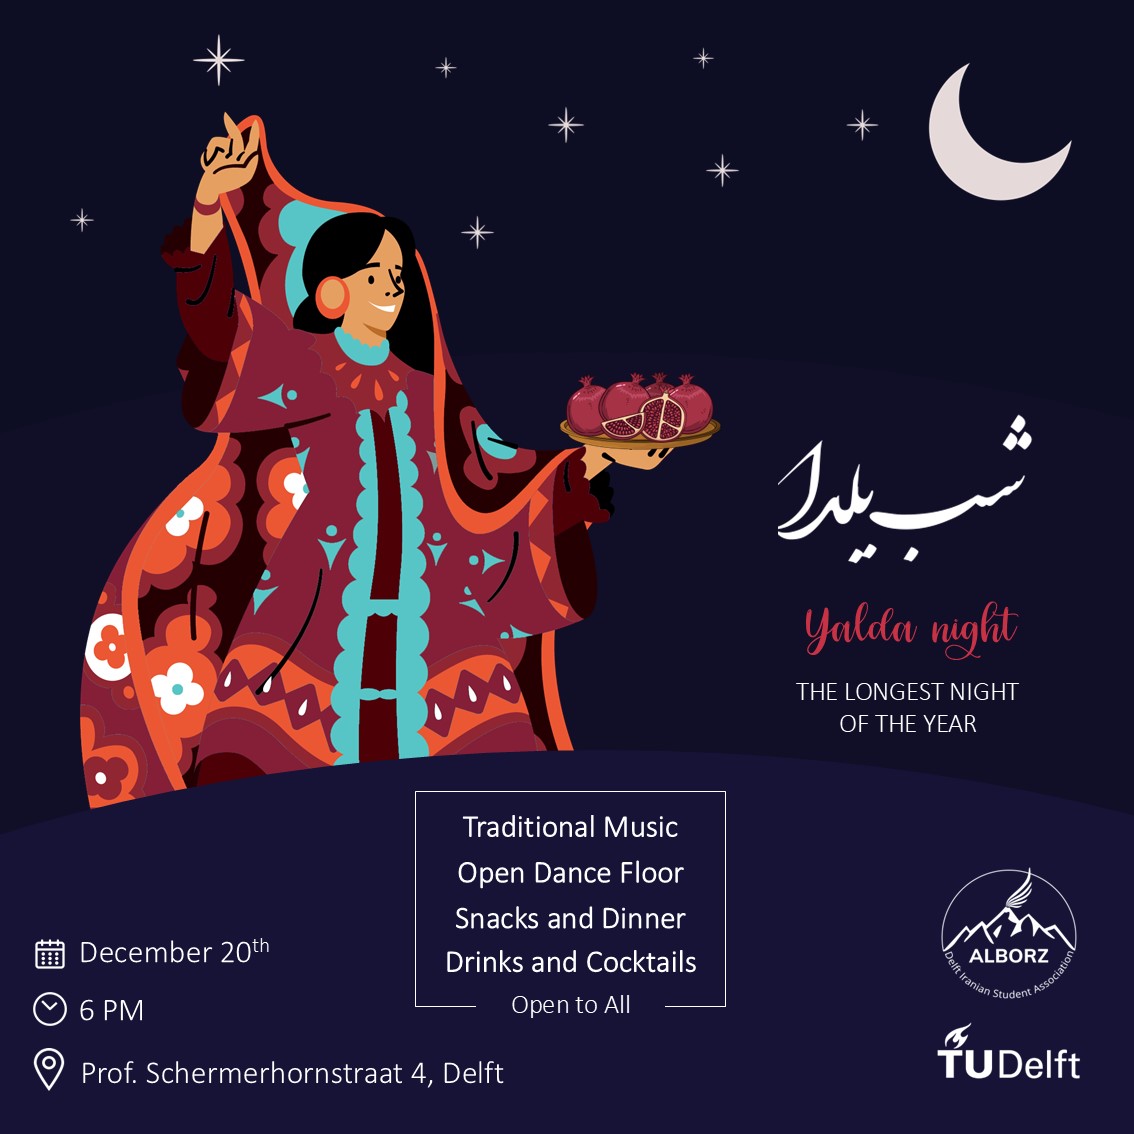 شب یلدا
Yalda night
THE LONGEST NIGHT
OF THE YEAR
Traditional Music
Open Dance Floor
Snacks and Dinner
Drinks and Cocktails
Open to All
December 20th
6 PM
Prof. Schermerhornstraat 4, Delft
ALBORZ
Delft Iranian Student Association
TUDelft